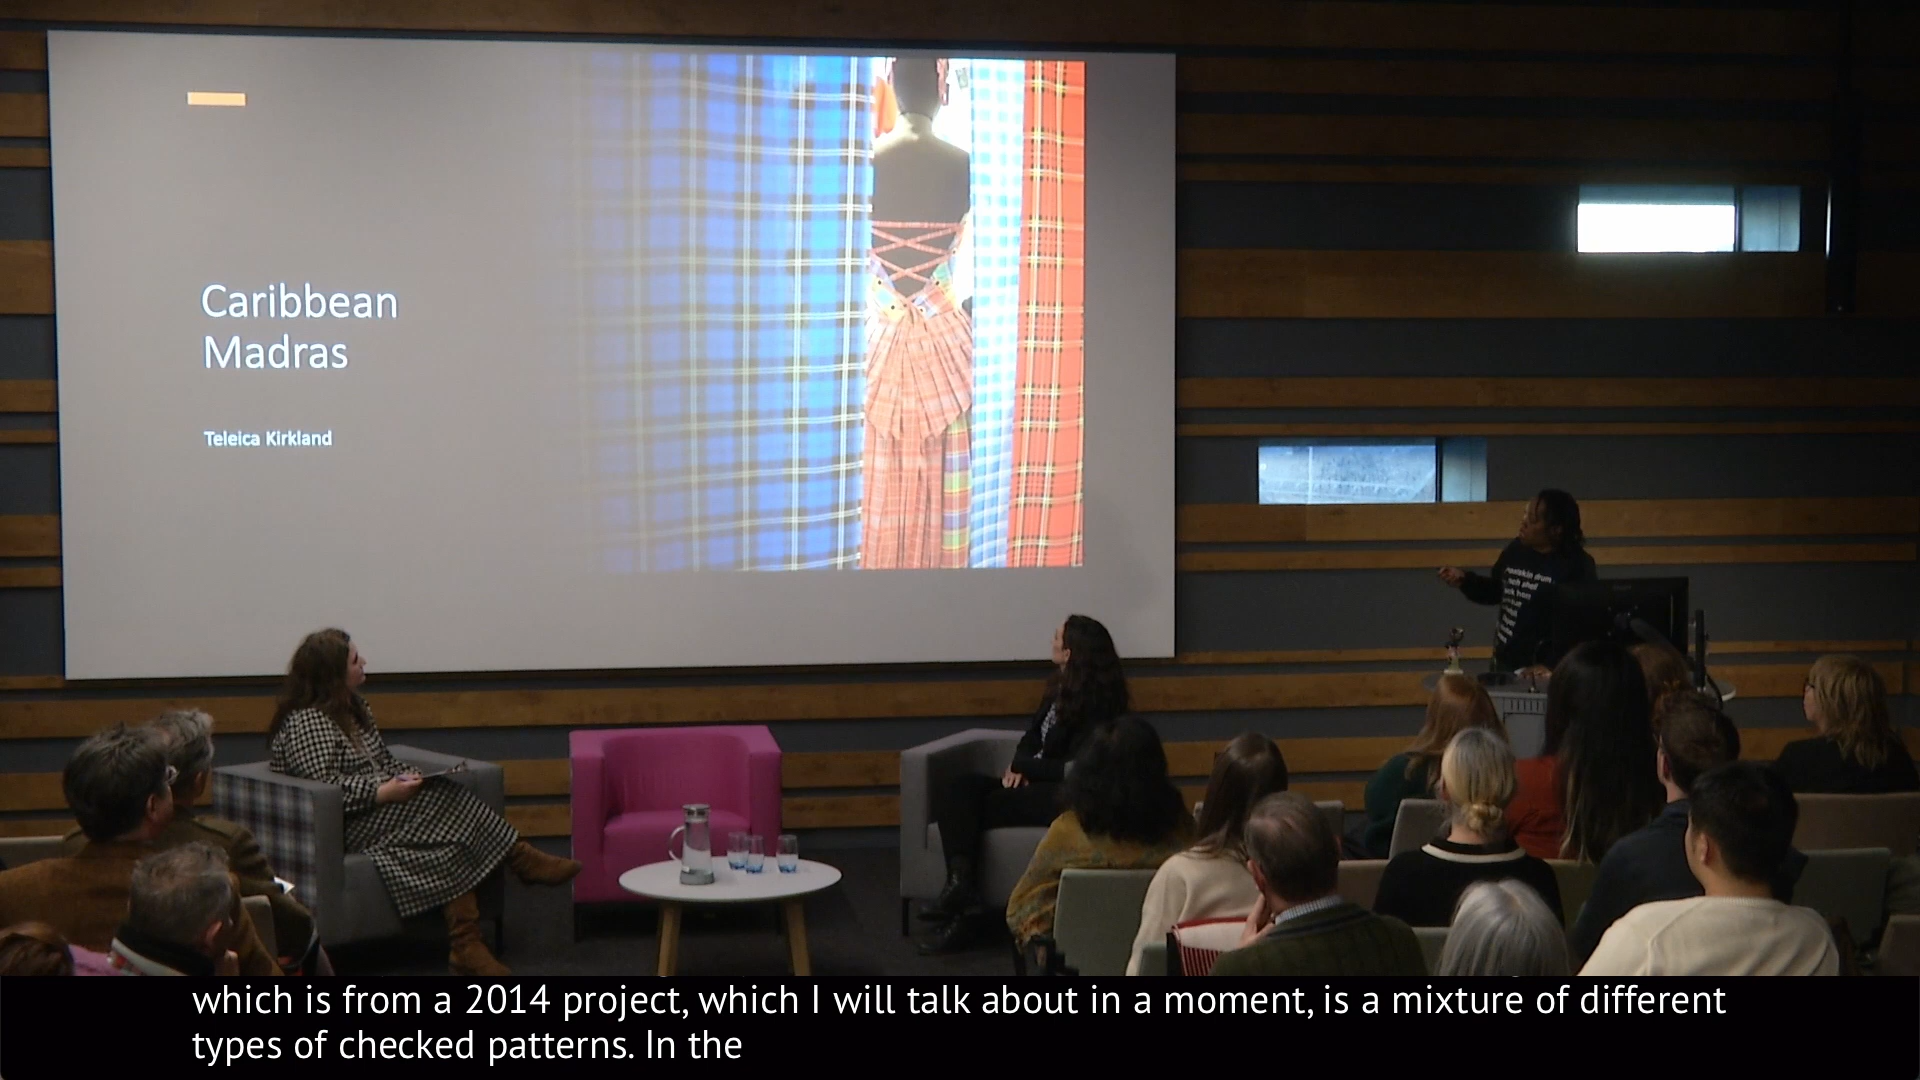 Caribbean
Madras
Teleica Kirkland
drum
which is from a 2014 project, which I will talk about in a moment, is a mixture of different
types of checked patterns. In the